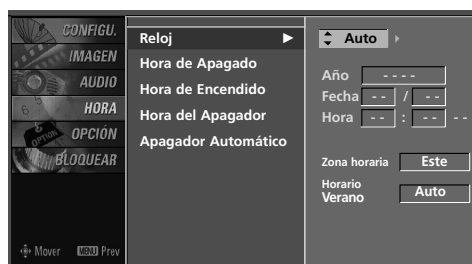 CONFIGU.
IMAGEN
AUDIO
HORA
OPCIÓN
BLOQUEAR
Mover MENU Prev
Reloj
Hora de Apagado
Hora de Encendido
Hora del Apagador
Apagador Automático
Auto
Año - - - -
Fecha - - / - -
Hora - - : - - - -
Zona horaria Este
Horario
Verano Auto